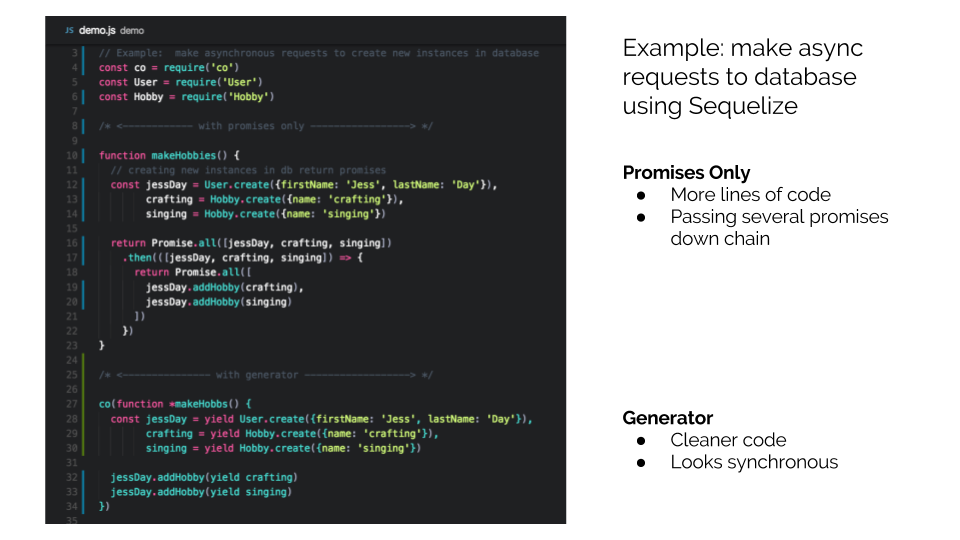 JS demo.js demo
3 // Example:  make asynchronous requests to create new instances in database
4 const co = require('co')
5 const User = require('User')
6 const Hobby = require('Hobby')
7
8 /* <------------ with promises only -----------------> */
9
10 function makeHobbies() {
11 // creating new instances in db return promises
12 const jessDay = User.create({firstName: 'Jess', lastName: 'Day'}),
13 crafting = Hobby.create({name: 'crafting'}),
14 singing = Hobby.create({name: 'singing'})
15
16 return Promise.all([jessDay, crafting, singing])
17 .then(([jessDay, crafting, singing]) => {
18 return Promise.all([
19 jessDay.addHobby(crafting),
20 jessDay.addHobby(singing)
21 ])
22 })
23 }
24
25 /* <--------------- with generator ------------------> */
26
27 co(function *makeHobbs() {
28 const jessDay = yield User.create({firstName: 'Jess', lastName: 'Day'}),
29 crafting = yield Hobby.create({name: 'crafting'}),
30 singing = yield Hobby.create({name: 'singing'})
31
32 jessDay.addHobby(yield crafting)
33 jessDay.addHobby(yield singing)
34 })
35
Example: make async
requests to database
using Sequelize
Promises Only
● More lines of code
● Passing several promises
down chain
Generator
● Cleaner code
● Looks synchronous